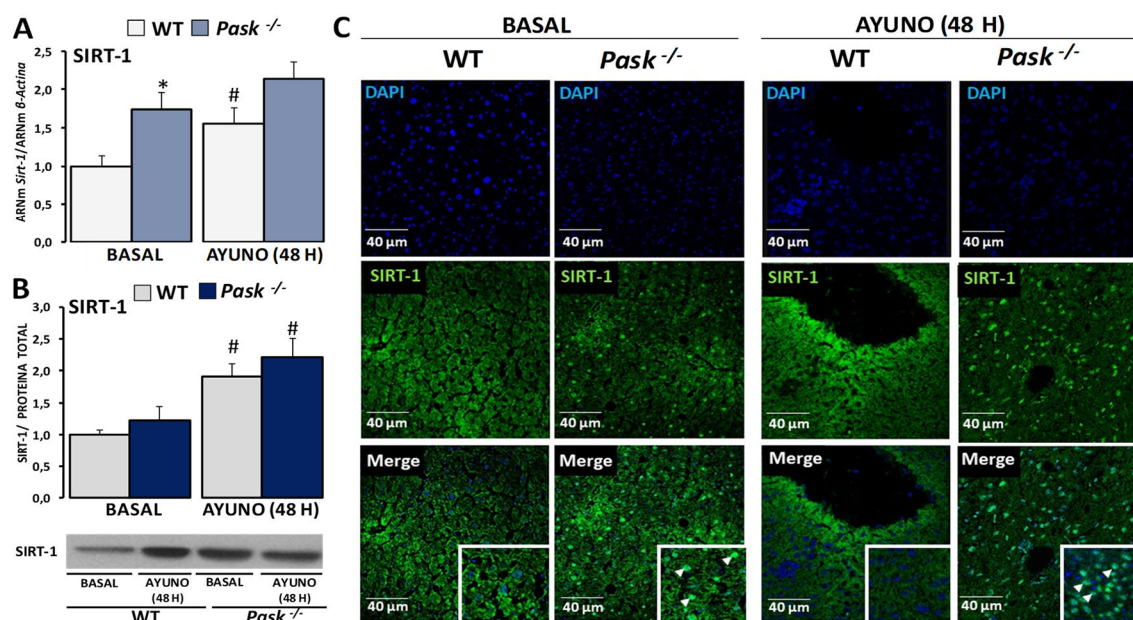 A
WT Pask -/-
SIRT-1
ARNm Sirt-1/ARNm β-Actina
2,5
2,0
1,5
1,0
0,5
0,0
*
#
BASAL AYUNO (48 H)
B
WT Pask -/-
SIRT-1
SIRT-1/ PROTEINA TOTAL
3,0
2,5
2,0
1,5
1,0
0,5
0,0
# #
BASAL AYUNO (48 H)
SIRT-1
BASAL AYUNO (48 H) BASAL AYUNO (48 H)
WT Pask -/-
C
BASAL AYUNO (48 H)
WT Pask -/- WT Pask -/-
DAPI DAPI DAPI DAPI
40 µm 40 µm 40 µm 40 µm
SIRT-1 SIRT-1 SIRT-1 SIRT-1
40 µm 40 µm 40 µm 40 µm
Merge Merge Merge Merge
40 µm 40 µm 40 µm 40 µm